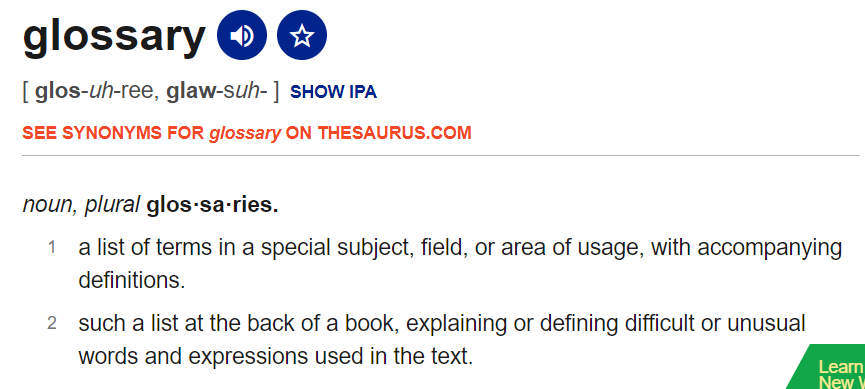 glossary
[ glos-uh-ree, glaw-suh- ] SHOW IPA
SEE SYNONYMS FOR glossary ON THESAURUS.COM
noun, plural glos·sa·ries.
1 a list of terms in a special subject, field, or area of usage, with accompanying
definitions.
2 such a list at the back of a book, explaining or defining difficult or unusual
words and expressions used in the text.
Learn
New